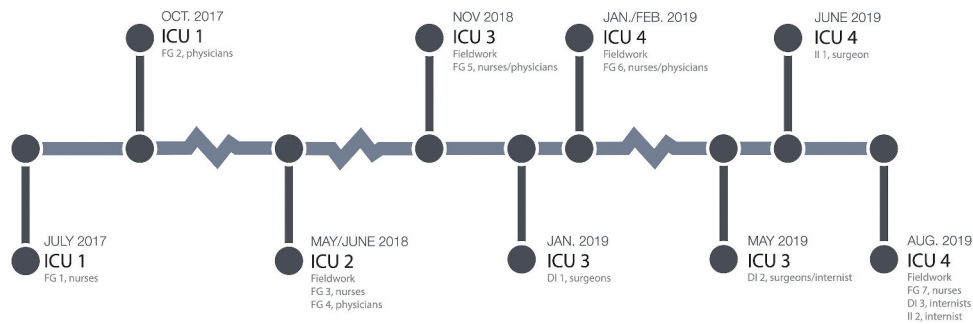 OCT. 2017
ICU 1
FG 2, physicians
NOV 2018
ICU 3
Fieldwork
FG 5, nurses/physicians
JAN./FEB. 2019
ICU 4
Fieldwork
FG 6, nurses/physicians
JUNE 2019
ICU 4
II 1, surgeon
JULY 2017
ICU 1
FG 1, nurses
MAY/JUNE 2018
ICU 2
Fieldwork
FG 3, nurses
FG 4, physicians
JAN. 2019
ICU 3
DI 1, surgeons
MAY 2019
ICU 3
DI 2, surgeons/internist
AUG. 2019
ICU 4
Fieldwork
FG 7, nurses
DI 3, internists
II 2, internist